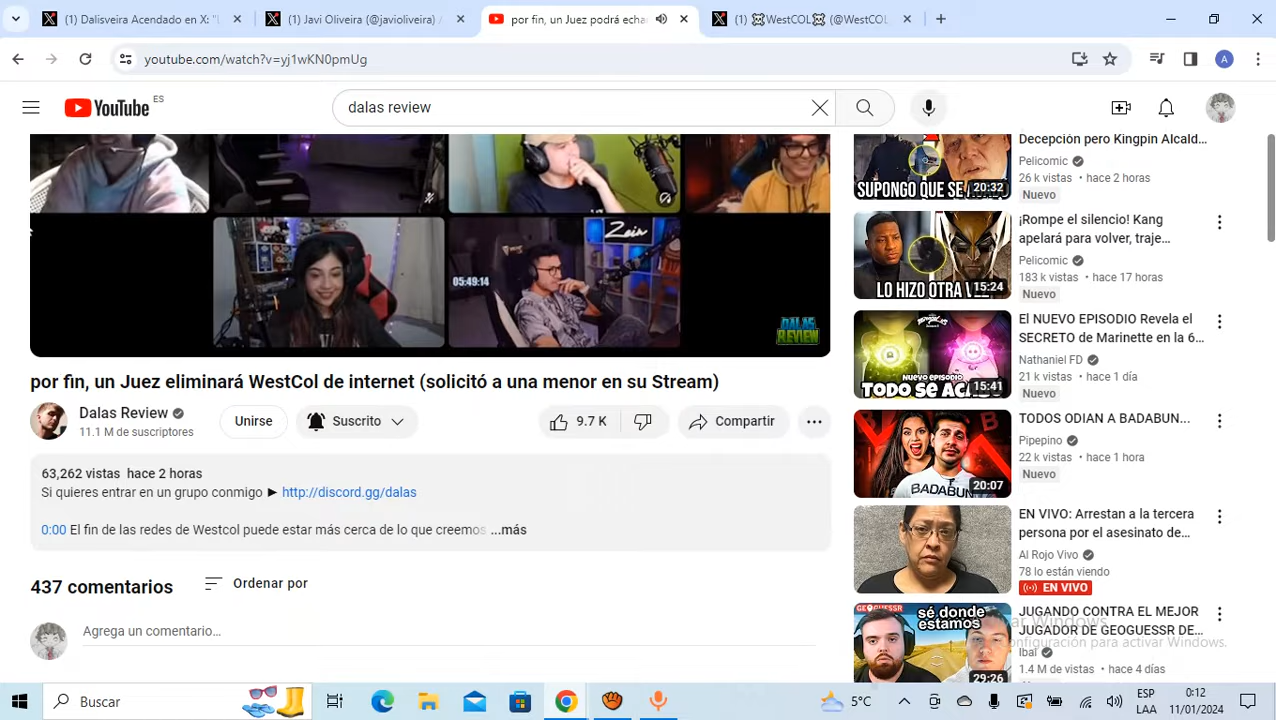 (1) Dalisveira Acendado en X: "L
(1) Javi Oliveira (@javioliveira) /
por fin, un Juez podrá echa
(1) WestCOL (@WestCOL
youtube.com/watch?v=yj1wKN0pmUg
YouTube ES
dalas review
A
Zein
05:49:14
DALAS
REVIEW
por fin, un Juez eliminará WestCol de internet (solicitó a una menor en su Stream)
Dalas Review
11.1 M de suscriptores
Unirse
Suscrito
9.7 K
Compartir
63,262 vistas hace 2 horas
Si quieres entrar en un grupo conmigo ► http://discord.gg/dalas
0:00 El fin de las redes de Westcol puede estar más cerca de lo que creemos ...más
437 comentarios
Ordenar por
Agrega un comentario...
SUPONGO QUE SE
20:32
Decepción pero Kingpin Alcald...
Pelicomic
26 k vistas • hace 2 horas
Nuevo
LO HIZO OTRA VEZ
15:24
¡Rompe el silencio! Kang
apelará para volver, traje...
Pelicomic
183 k vistas • hace 17 horas
Nuevo
NUEVO EPISODIO
TODO SE ACABÓ
15:41
El NUEVO EPISODIO Revela el
SECRETO de Marinette en la 6...
Nathaniel FD
21 k vistas • hace 1 día
BADABUN
20:07
TODOS ODIAN A BADABUN...
Pipepino
22 k vistas • hace 1 hora
Nuevo
EN VIVO: Arrestan a la tercera
persona por el asesinato de...
Al Rojo Vivo
78 lo están viendo
EN VIVO
GEOGUESSR
sé donde
estamos
29:26
JUGANDO CONTRA EL MEJOR
JUGADOR DE GEOGUESSR DE...
Ibai
1.4 M de vistas • hace 4 días
ar Windows
onfiguración para activar Windows.
Buscar
5°C
ESP
LAA
0:12
11/01/2024